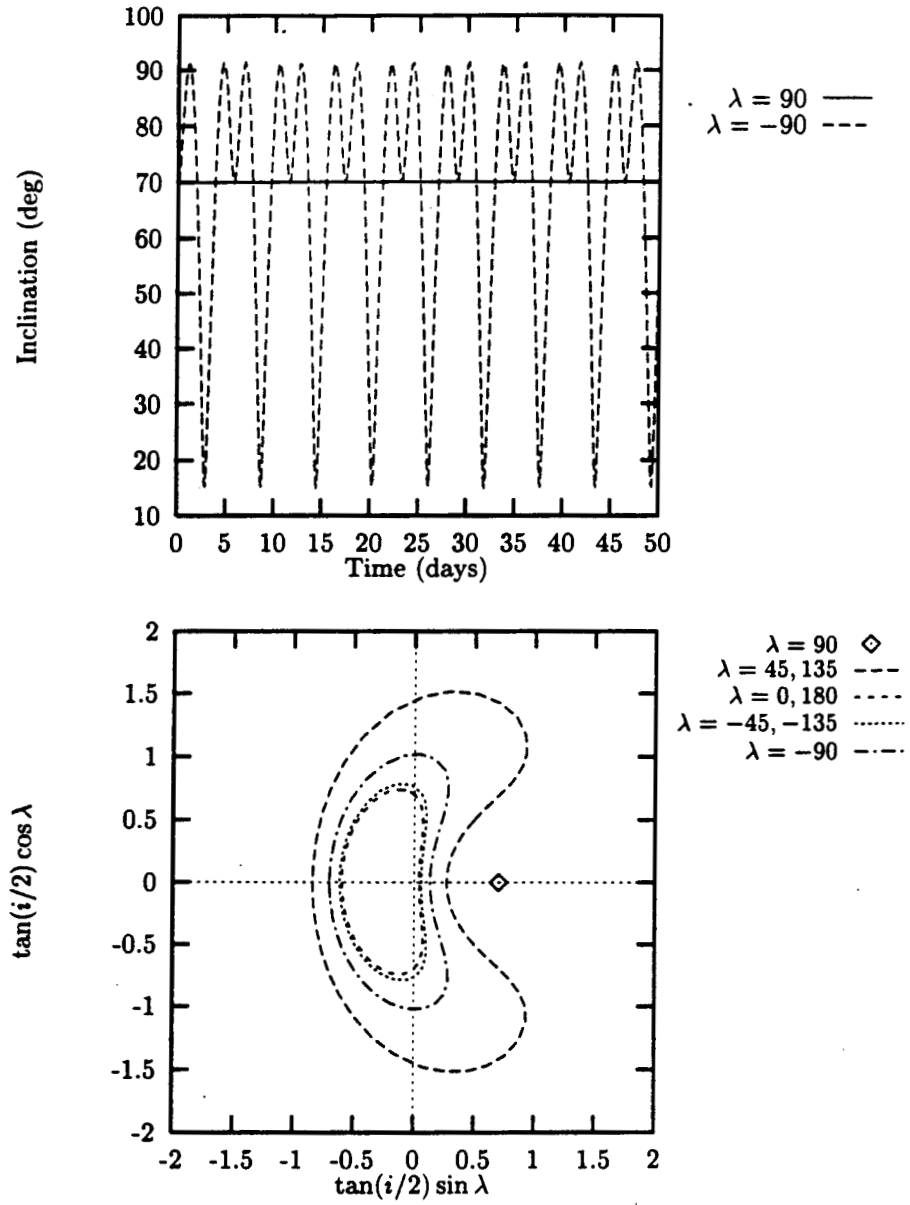 100
90
80
70
60
50
40
30
20
10
Inclination (deg)
0 5 10 15 20 25 30 35 40 45 50
Time (days)
λ = 90
λ = −90
2
1.5
1
0.5
0
-0.5
-1
-1.5
-2
tan(i/2) cos λ
-2 -1.5 -1 -0.5 0 0.5 1 1.5 2
tan(i/2) sin λ
λ = 90
λ = 45, 135
λ = 0, 180
λ = −45, −135
λ = −90